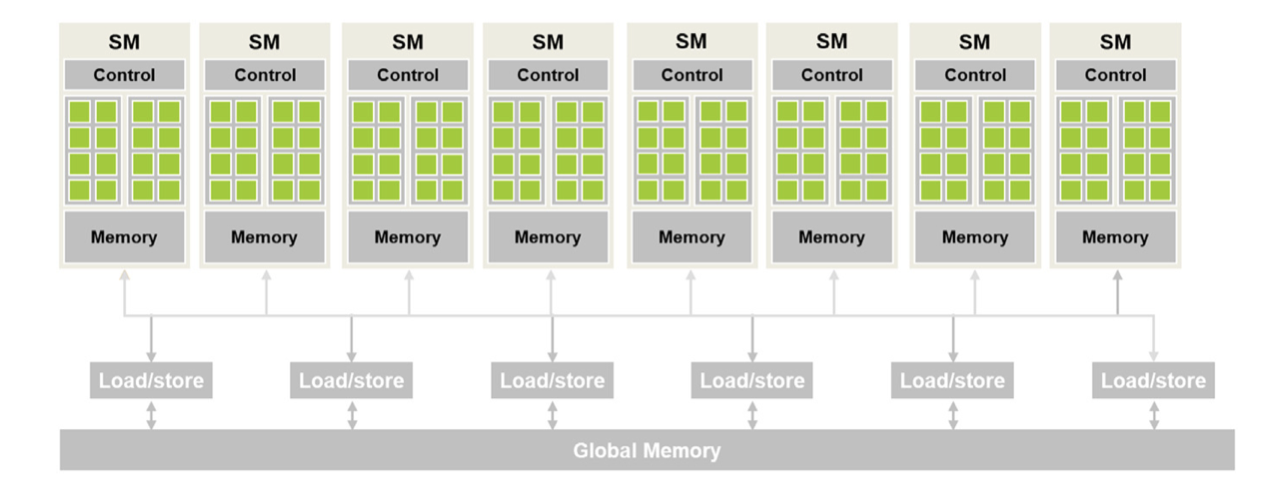 SM SM SM SM SM SM SM SM
Control Control Control Control Control Control Control Control
Memory Memory Memory Memory Memory Memory Memory Memory
Load/store Load/store Load/store Load/store Load/store Load/store
Global Memory